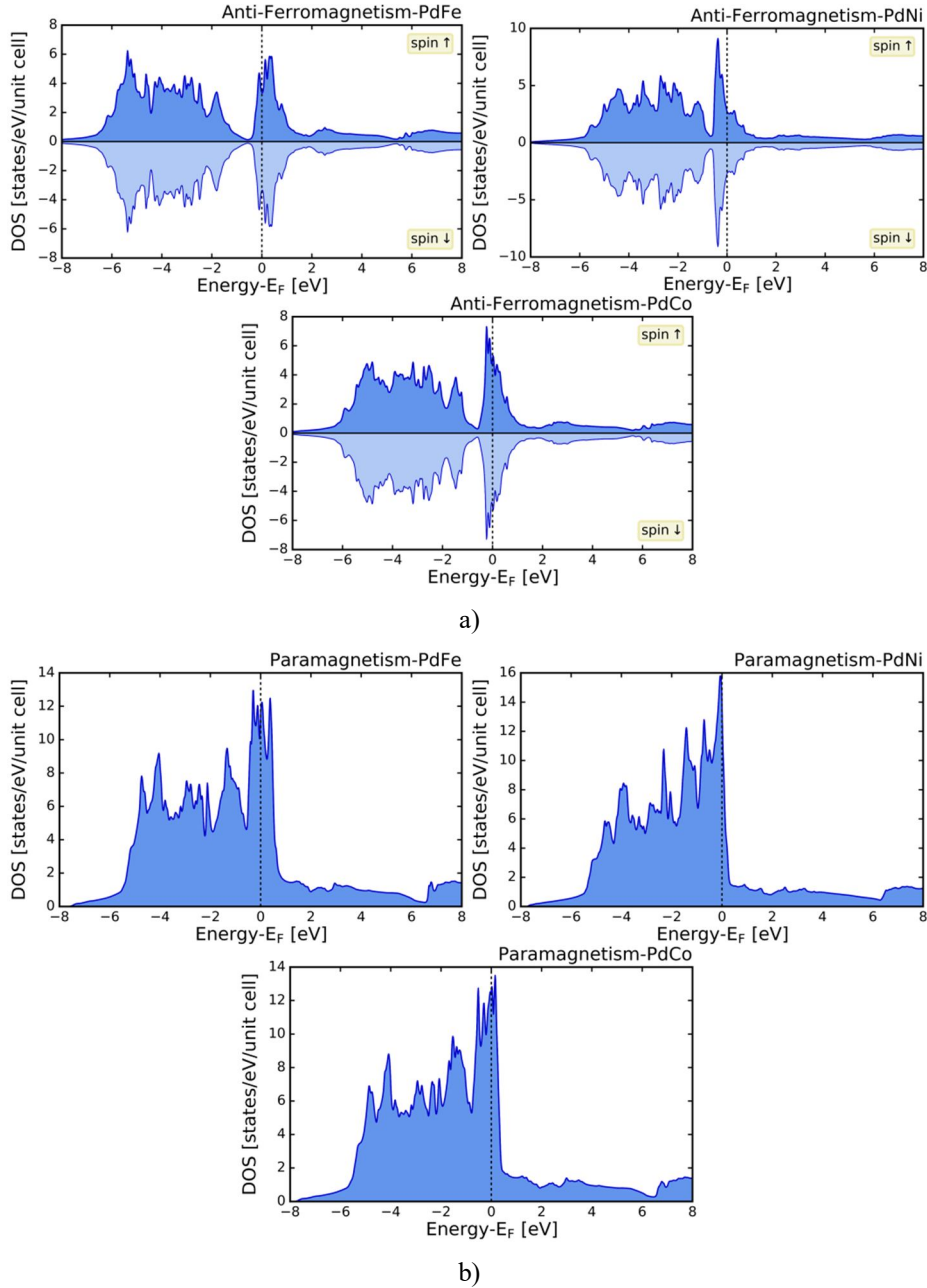 Anti-Ferromagnetism-PdFe
8
6
4
2
0
−2
−4
−6
−8
DOS [states/eV/unit cell]
spin ↑
spin ↓
−8 −6 −4 −2 0 2 4 6 8
Energy-E_F [eV]
Anti-Ferromagnetism-PdNi
10
5
0
−5
−10
DOS [states/eV/unit cell]
spin ↑
spin ↓
−8 −6 −4 −2 0 2 4 6 8
Energy-E_F [eV]
Anti-Ferromagnetism-PdCo
8
6
4
2
0
−2
−4
−6
−8
DOS [states/eV/unit cell]
spin ↑
spin ↓
−8 −6 −4 −2 0 2 4 6 8
Energy-E_F [eV]
a)
Paramagnetism-PdFe
14
12
10
8
6
4
2
0
DOS [states/eV/unit cell]
−8 −6 −4 −2 0 2 4 6 8
Energy-E_F [eV]
Paramagnetism-PdNi
16
14
12
10
8
6
4
2
0
DOS [states/eV/unit cell]
−8 −6 −4 −2 0 2 4 6 8
Energy-E_F [eV]
Paramagnetism-PdCo
14
12
10
8
6
4
2
0
DOS [states/eV/unit cell]
−8 −6 −4 −2 0 2 4 6 8
Energy-E_F [eV]
b)